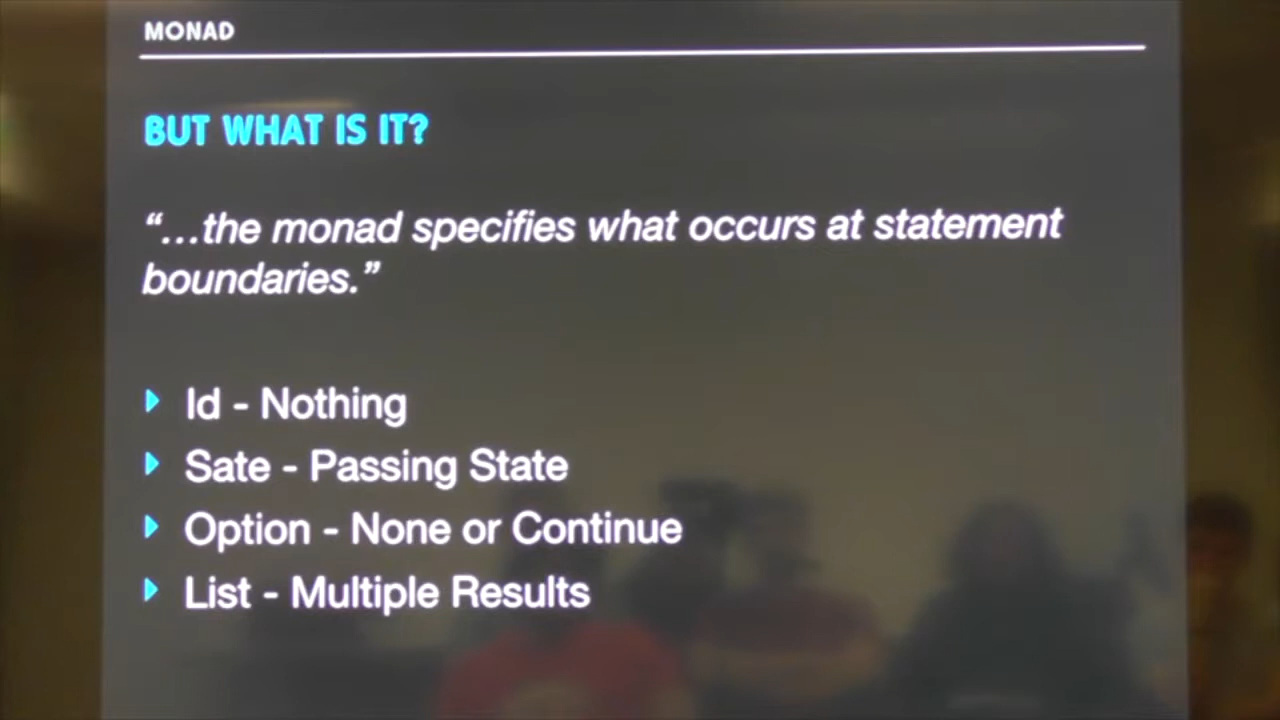 MONAD
BUT WHAT IS IT?
“...the monad specifies what occurs at statement
boundaries.”
Id - Nothing
Sate - Passing State
Option - None or Continue
List - Multiple Results